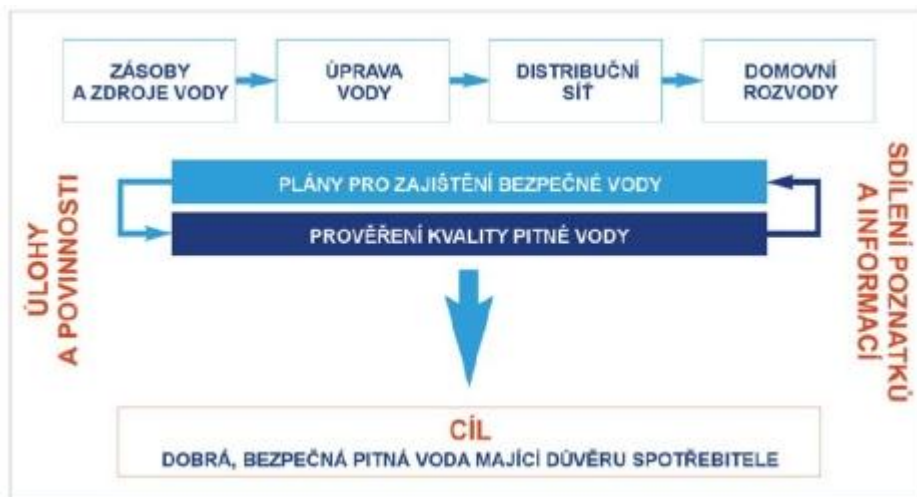 ZÁSOBY
A ZDROJE VODY
ÚPRAVA
VODY
DISTRIBUČNÍ
SÍŤ
DOMOVNÍ
ROZVODY
PLÁNY PRO ZAJIŠTĚNÍ BEZPEČNÉ VODY
PROVĚŘENÍ KVALITY PITNÉ VODY
ÚLOHY
A POVINNOSTI
SDÍLENÍ POZNATKŮ
A INFORMACÍ
CÍL
DOBRÁ, BEZPEČNÁ PITNÁ VODA MAJÍCÍ DŮVĚRU SPOTŘEBITELE